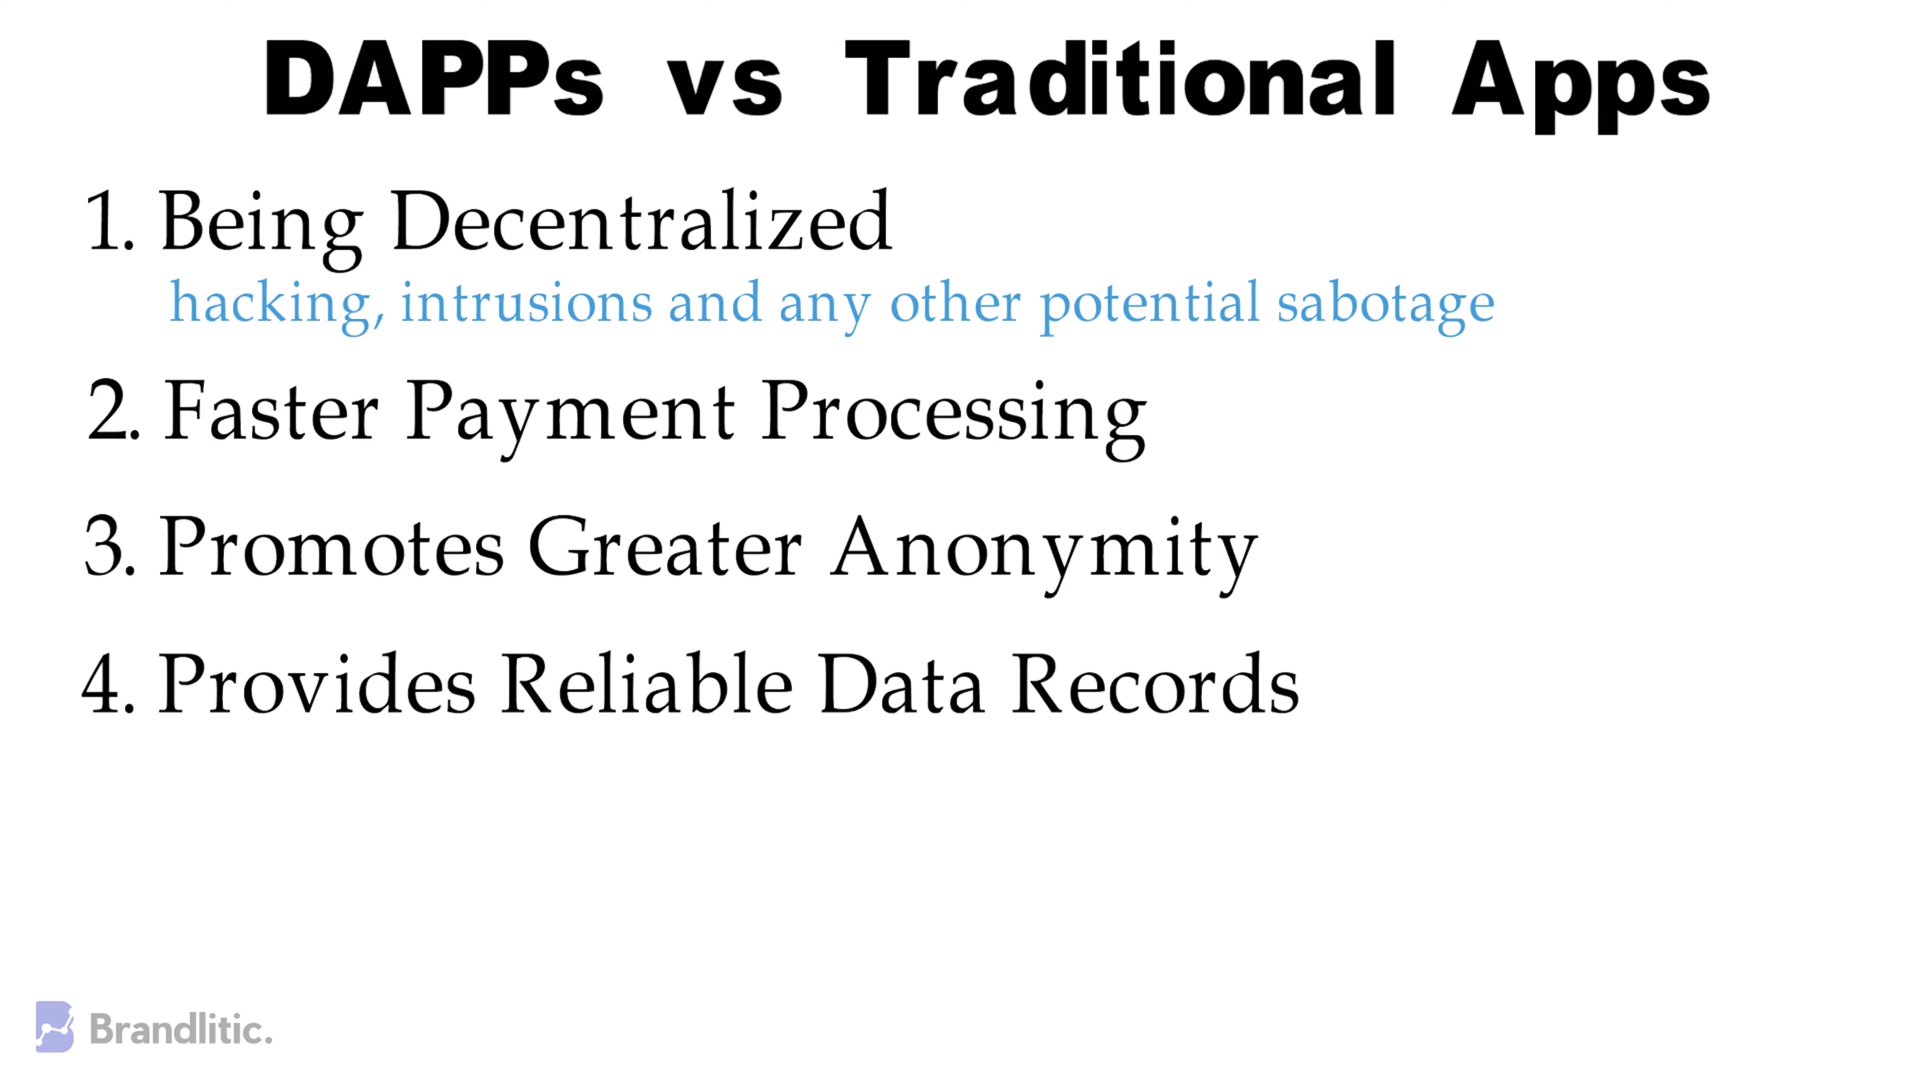 DAPPs vs Traditional Apps
1. Being Decentralized
hacking, intrusions and any other potential sabotage
2. Faster Payment Processing
3. Promotes Greater Anonymity
4. Provides Reliable Data Records
Brandlitic.